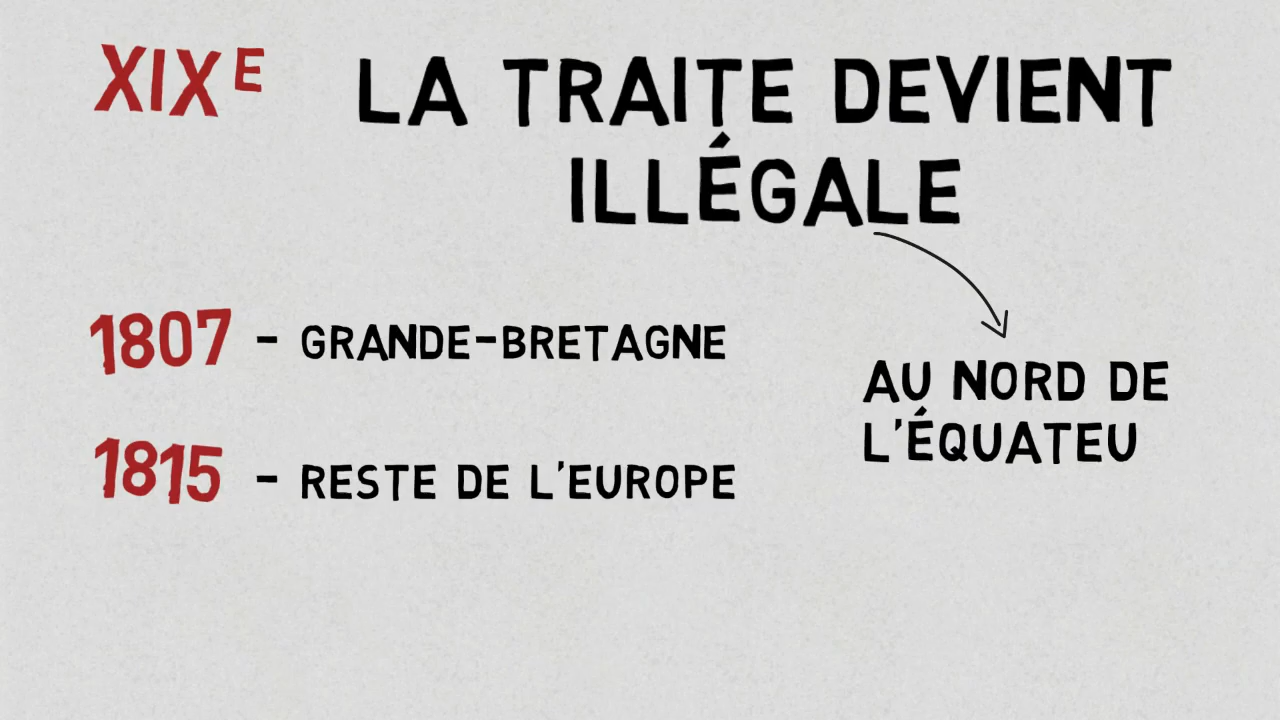 XIXE
LA TRAITE DEVIENT
ILLÉGALE
1807 - GRANDE-BRETAGNE
1815 - RESTE DE L'EUROPE
AU NORD DE
L'ÉQUATEU